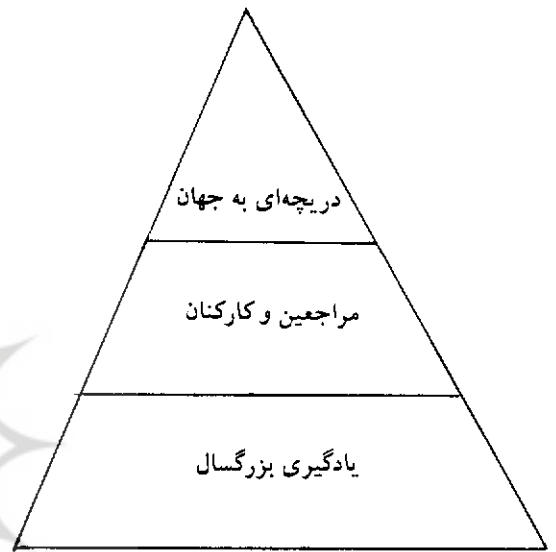 دریچه‌ای به جهان
مراجعین و کارکنان
یادگیری بزرگسال